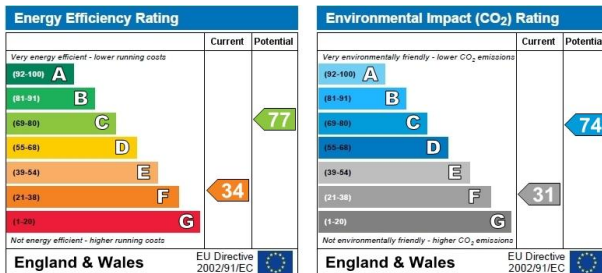 Energy Efficiency Rating
Current Potential
Very energy efficient - lower running costs
(92-100) A
(81-91) B
(69-80) C
(55-68) D
(39-54) E
(21-38) F
(1-20) G
77
34
Not energy efficient - higher running costs
England & Wales
EU Directive
2002/91/EC
Environmental Impact (CO₂) Rating
Current Potential
Very environmentally friendly - lower CO₂ emissions
(92-100) A
(81-91) B
(69-80) C
(55-68) D
(39-54) E
(21-38) F
(1-20) G
74
31
Not environmentally friendly - higher CO₂ emissions
England & Wales
EU Directive
2002/91/EC